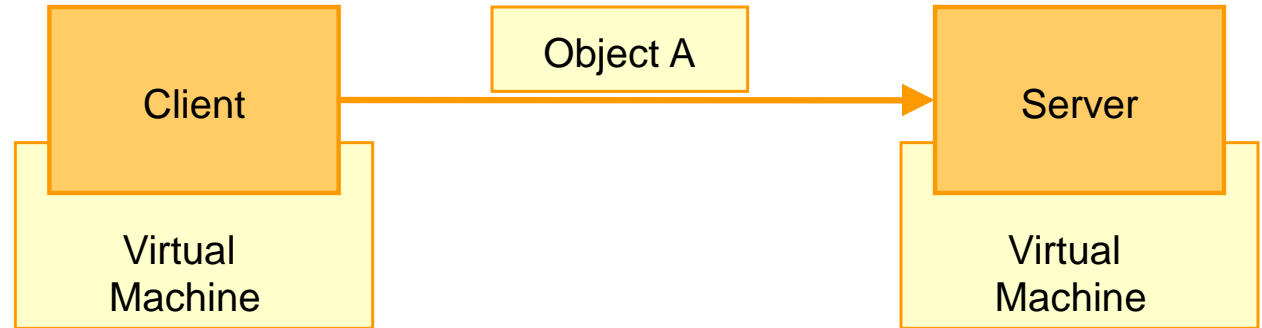 Object A
Client
Server
Virtual
Machine
Virtual
Machine